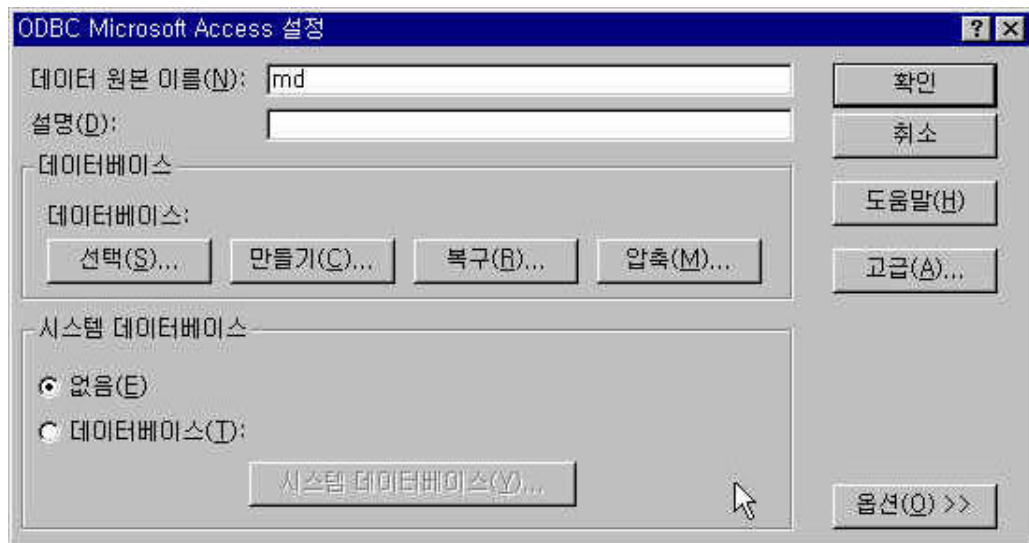 ODBC Microsoft Access 설정
데이터 원본 이름(N): md
확인
설명(D):
취소
데이터베이스
데이터베이스:
도움말(H)
선택(S)... 만들기(C)... 복구(R)... 압축(M)...
고급(A)...
시스템 데이터베이스
없음(E)
데이터베이스(T):
시스템 데이터베이스(Y)...
옵션(O) >>